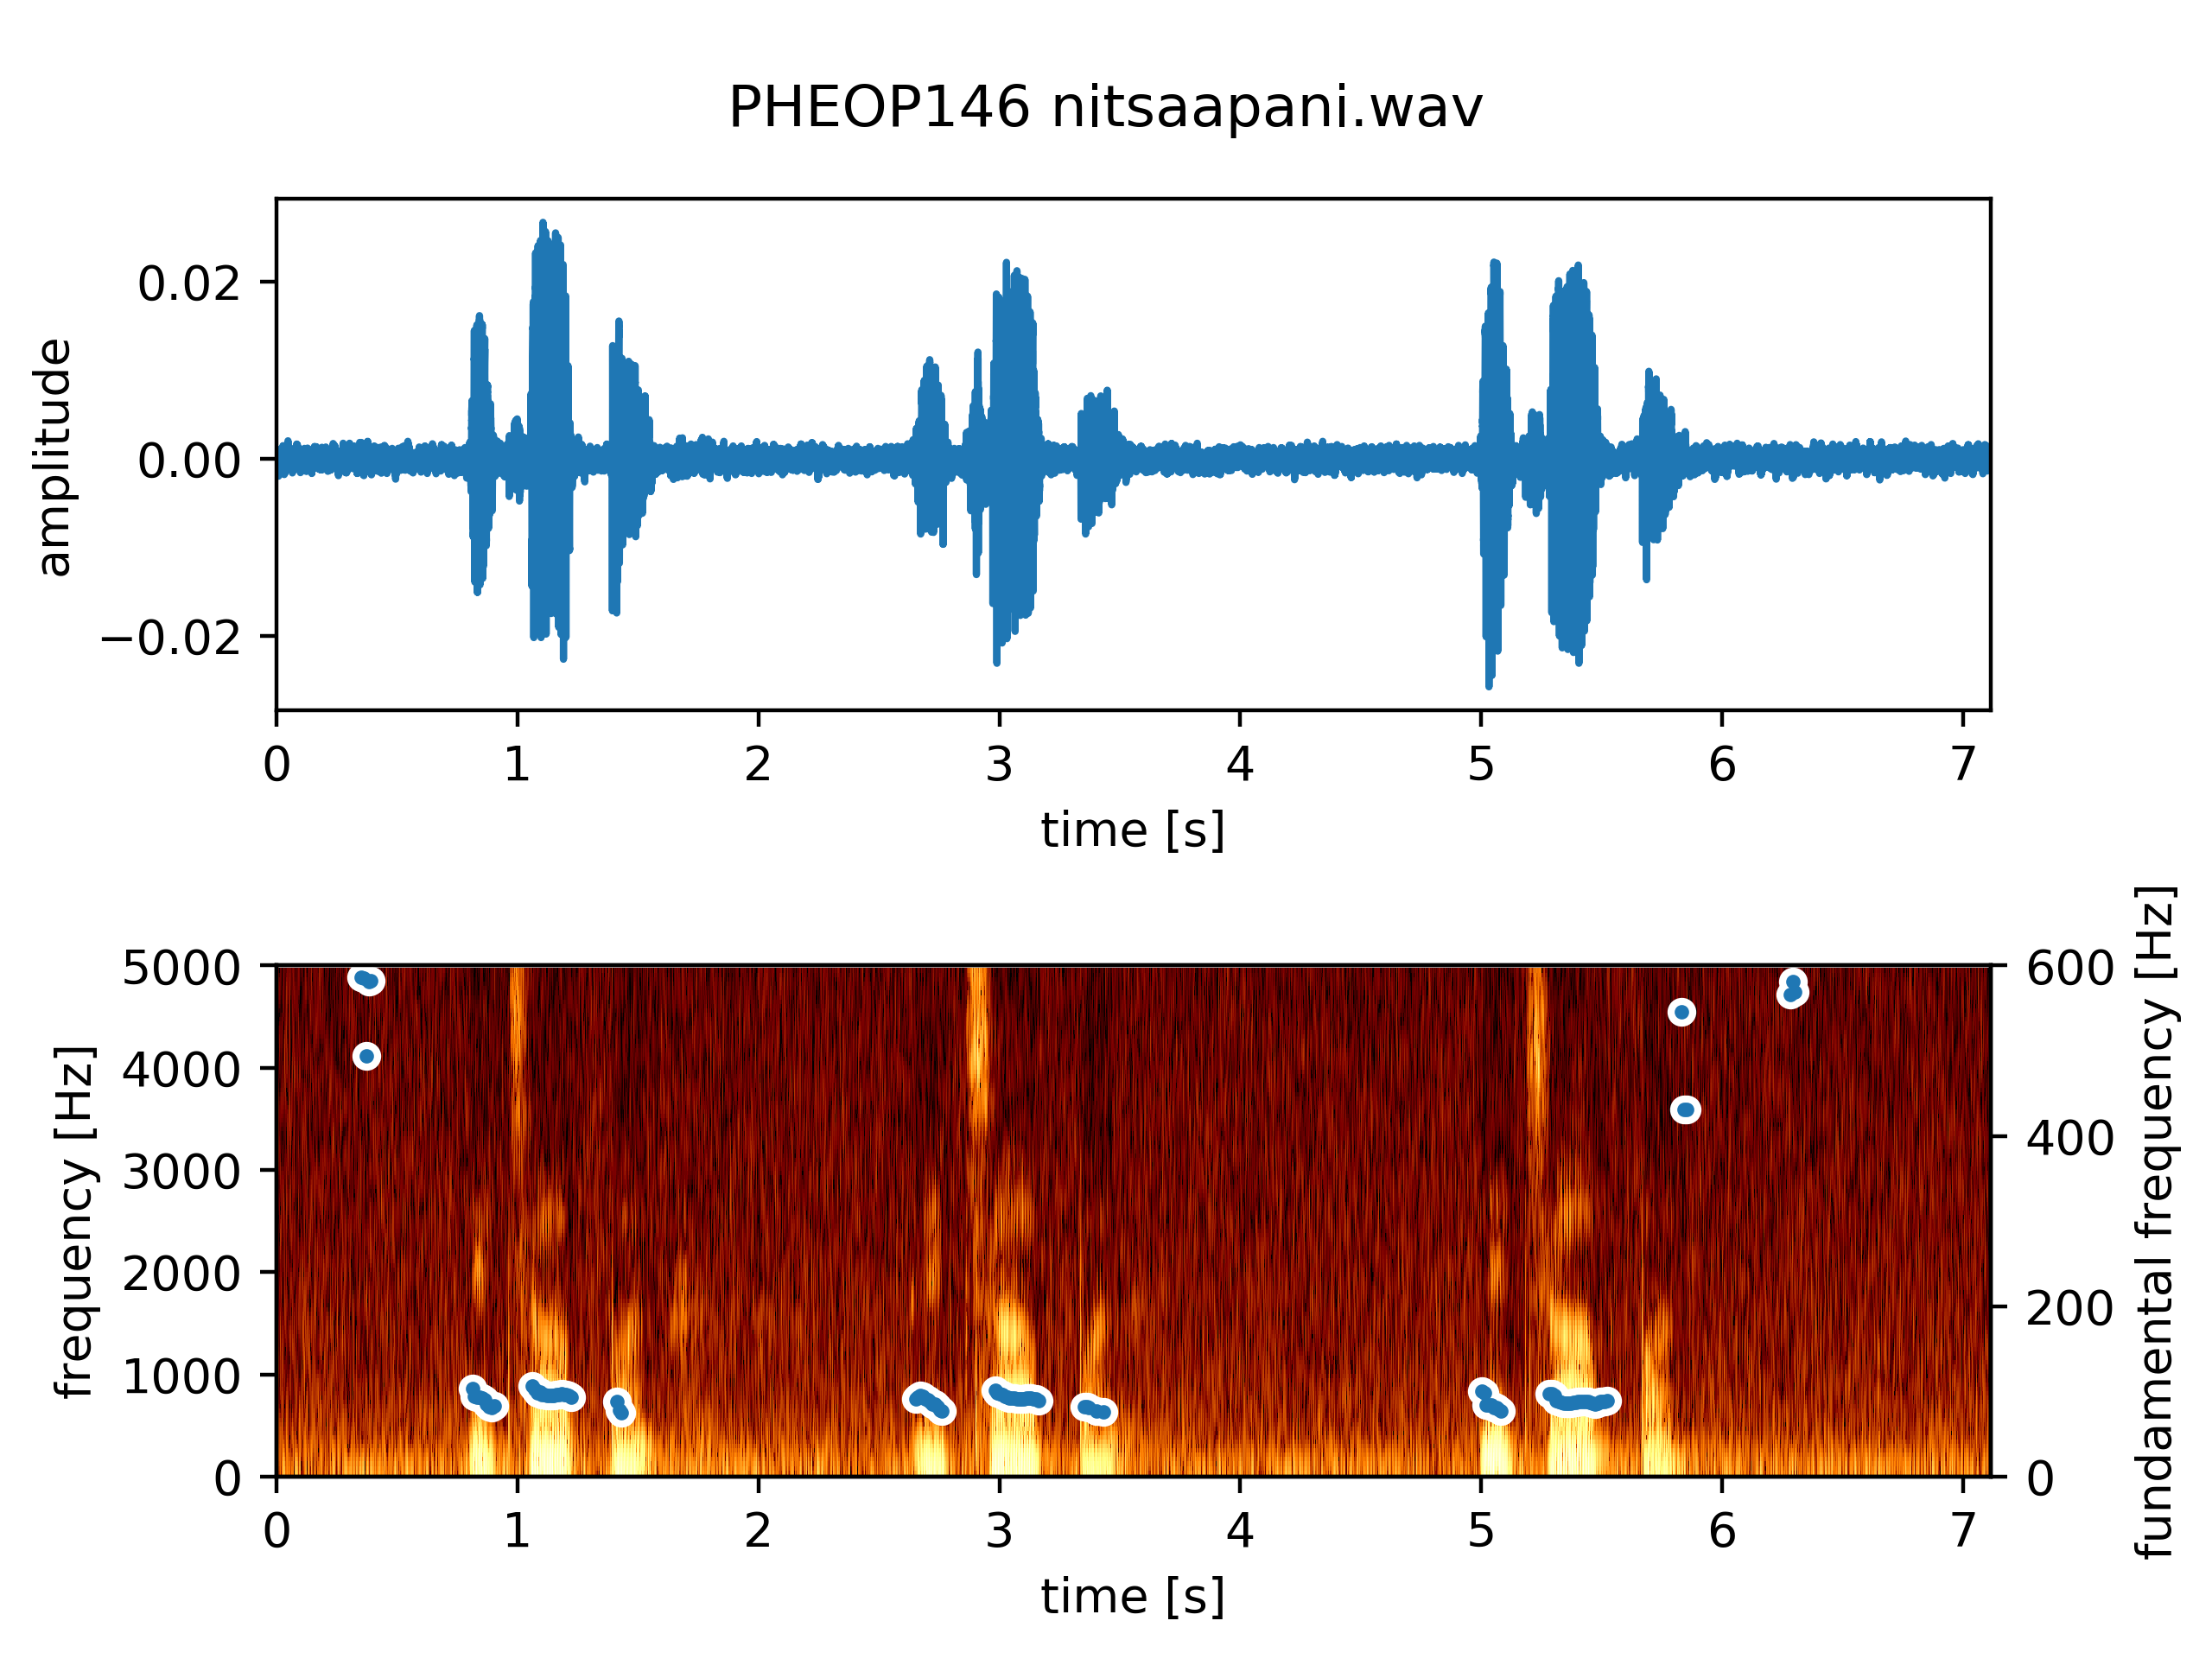 PHEOP146 nitsaapani.wav
amplitude
0.02
0.00
−0.02
0 1 2 3 4 5 6 7
time [s]
frequency [Hz]
5000
4000
3000
2000
1000
0
600
400
200
0
fundamental frequency [Hz]
0 1 2 3 4 5 6 7
time [s]